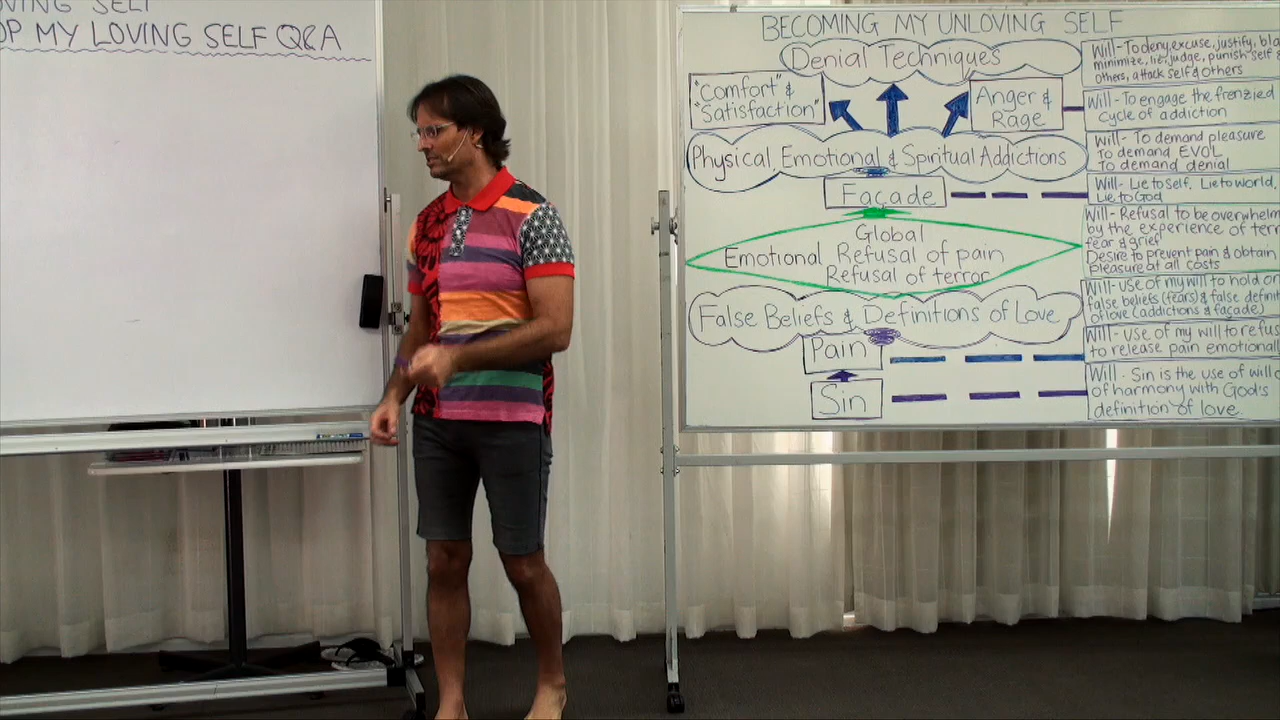 LOVING SELF
OP MY LOVING SELF Q&A
BECOMING MY UNLOVING SELF
Denial Techniques
"Comfort" &
"Satisfaction"
Anger &
Rage
Physical, Emotional & Spiritual Addictions
Façade
Global
Emotional Refusal of pain
Refusal of terror
False Beliefs & Definitions of Love
Pain
Sin
Will - To deny, excuse, justify, bla
minimize, lie, judge, punish self &
others, attack self & others
Will - To engage the frenzied
cycle of addiction
Will - To demand pleasure
To demand EVOL
To demand denial
Will - Lie to Self, Lie to world,
Lie to God
Will - Refusal to be overwhelm
by the experience of terr
fear & grief
Desire to prevent pain & obtain
pleasure at all costs
Will - Use of my will to hold on
false beliefs (fears) & false defini
of love (addictions & façade)
Will - Use of my will to refus
to release pain emotionall
Will - Sin is the use of will o
of harmony with God's
definition of love